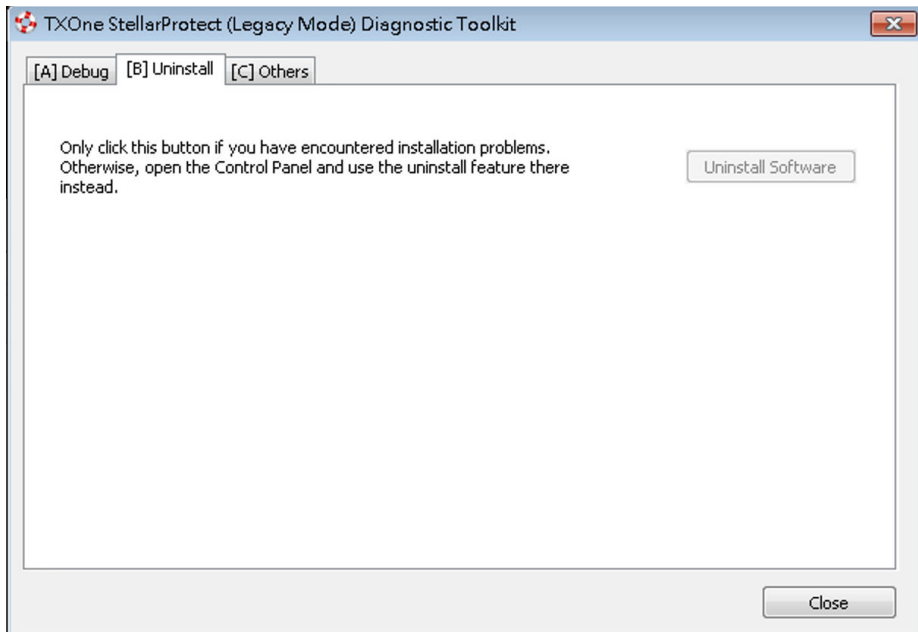 TXOne StellarProtect (Legacy Mode) Diagnostic Toolkit
[A] Debug [B] Uninstall [C] Others
Only click this button if you have encountered installation problems.
Otherwise, open the Control Panel and use the uninstall feature there
instead.
Uninstall Software
Close